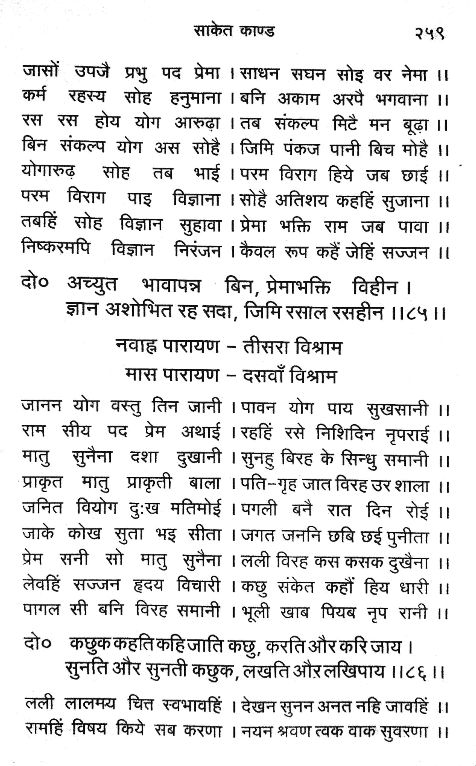 साकेत काण्ड २५९
जासों उपजै प्रभु पद प्रेमा । साधन सघन सोइ वर नेमा ।।
कर्म रहस्य सोह हनुमाना । बनि अकाम अरपै भगवाना ।।
रस रस होय योग आरुढ़ा । तब संकल्प मिटै मन बूढ़ा ।।
बिन संकल्प योग अस सोहै । जिमि पंकज पानी बिच मोहै ।।
योगारुढ़ सोह तब भाई । परम विराग हिये जब छाई ।।
परम विराग पाइ विज्ञाना । सोहै अतिशय कहहिं सुजाना ।।
तबहिं सोह विज्ञान सुहावा । प्रेमा भक्ति राम जब पावा ।।
निष्करमपि विज्ञान निरंजन । कैवल रूप कहैं जेहिं सज्जन ।।
दो० अच्युत भावापन्न बिन, प्रेमाभक्ति विहीन ।
ज्ञान अशोभित रह सदा, जिमि रसाल रसहीन ।।८५।।
नवाह्न पारायण – तीसरा विश्राम
मास पारायण – दसवाँ विश्राम
जानन योग वस्तु तिन जानी । पावन योग पाय सुखसानी ।।
राम सीय पद प्रेम अथाई । रहहिं रसे निशिदिन नृपराई ।।
मातु सुनैना दशा दुखानी । सुनहु बिरह के सिन्धु समानी ।।
प्राकृत मातु प्राकृती बाला । पति-गृह जात विरह उर शाला ।।
जनित वियोग दुःख मतिमोई । पगली बनै रात दिन रोई ।।
जाके कोख सुता भइ सीता । जगत जननि छबि छई पुनीता ।।
प्रेम सनी सो मातु सुनैना । लली विरह कस कसक दुखैना ।।
लेवहिं सज्जन हृदय विचारी । कछु संकेत कहौं हिय धारी ।।
पागल सी बनि विरह समानी । भूली खाब पियब नृप रानी ।।
दो० कछुक कहति कहि जाति कछु, करति और करि जाय ।
सुनति और सुनती कछुक, लखति और लखि पाय ।।८६।।
लली लालमय चित्त स्वभावहिं । देखन सुनन अनत नहि जावहिं ।।
रामहिं विषय किये सब करणा । नयन श्रवण त्वक वाक सुवरणा ।।